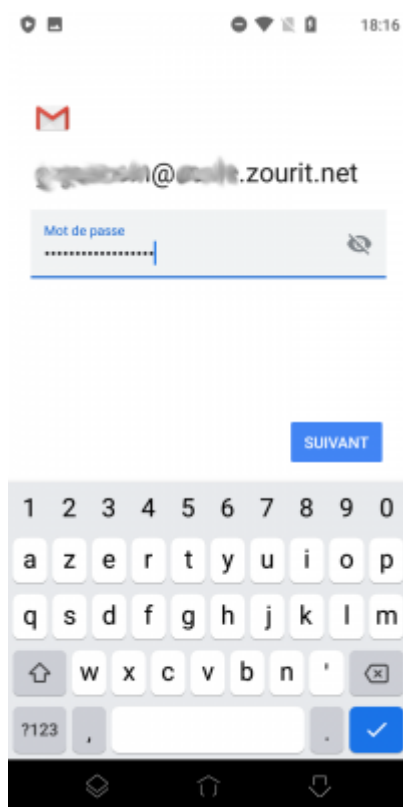 18:16
@ .zourit.net
Mot de passe
••••••••••••••••••
SUIVANT
1 2 3 4 5 6 7 8 9 0
a z e r t y u i o p
q s d f g h j k l m
w x c v b n '
?123 , .